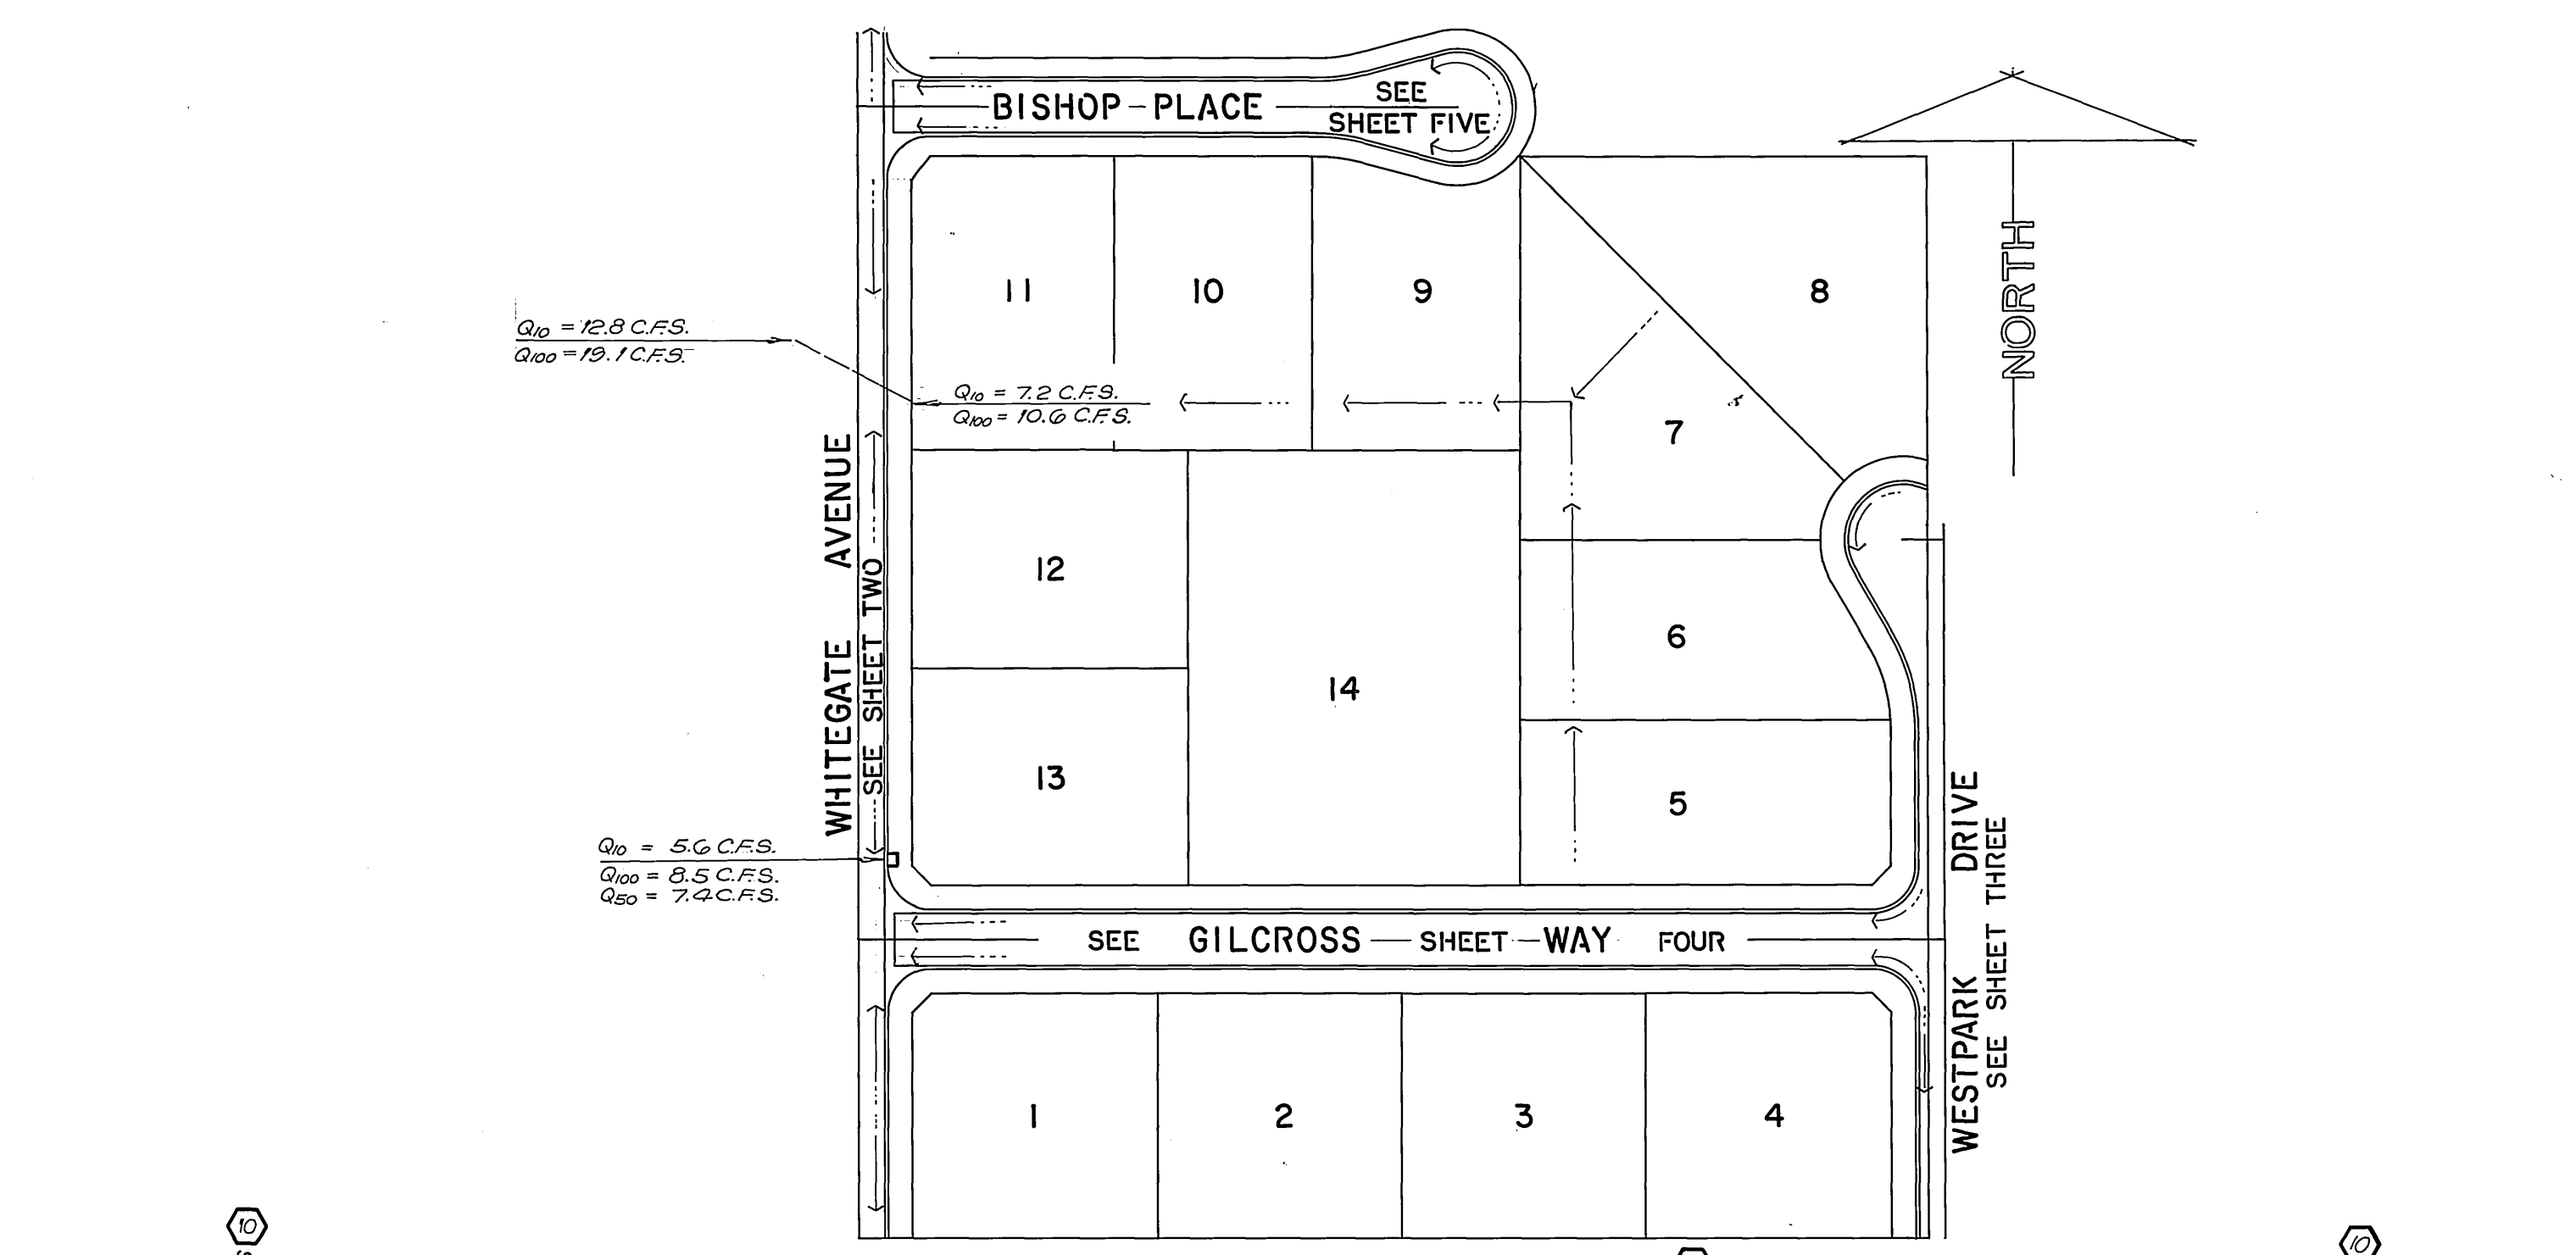 BISHOP PLACE
SEE
SHEET FIVE
NORTH
11
10
9
8
Q10 = 12.8 C.F.S.
Q100 = 19.1 C.F.S.
Q10 = 7.2 C.F.S.
Q100 = 10.6 C.F.S.
7
WHITEGATE AVENUE
SEE SHEET TWO
12
6
14
13
5
Q10 = 5.6 C.F.S.
Q100 = 8.5 C.F.S.
Q50 = 7.4 C.F.S.
WESTPARK DRIVE
SEE SHEET THREE
SEE GILCROSS SHEET WAY FOUR
1
2
3
4
10
10